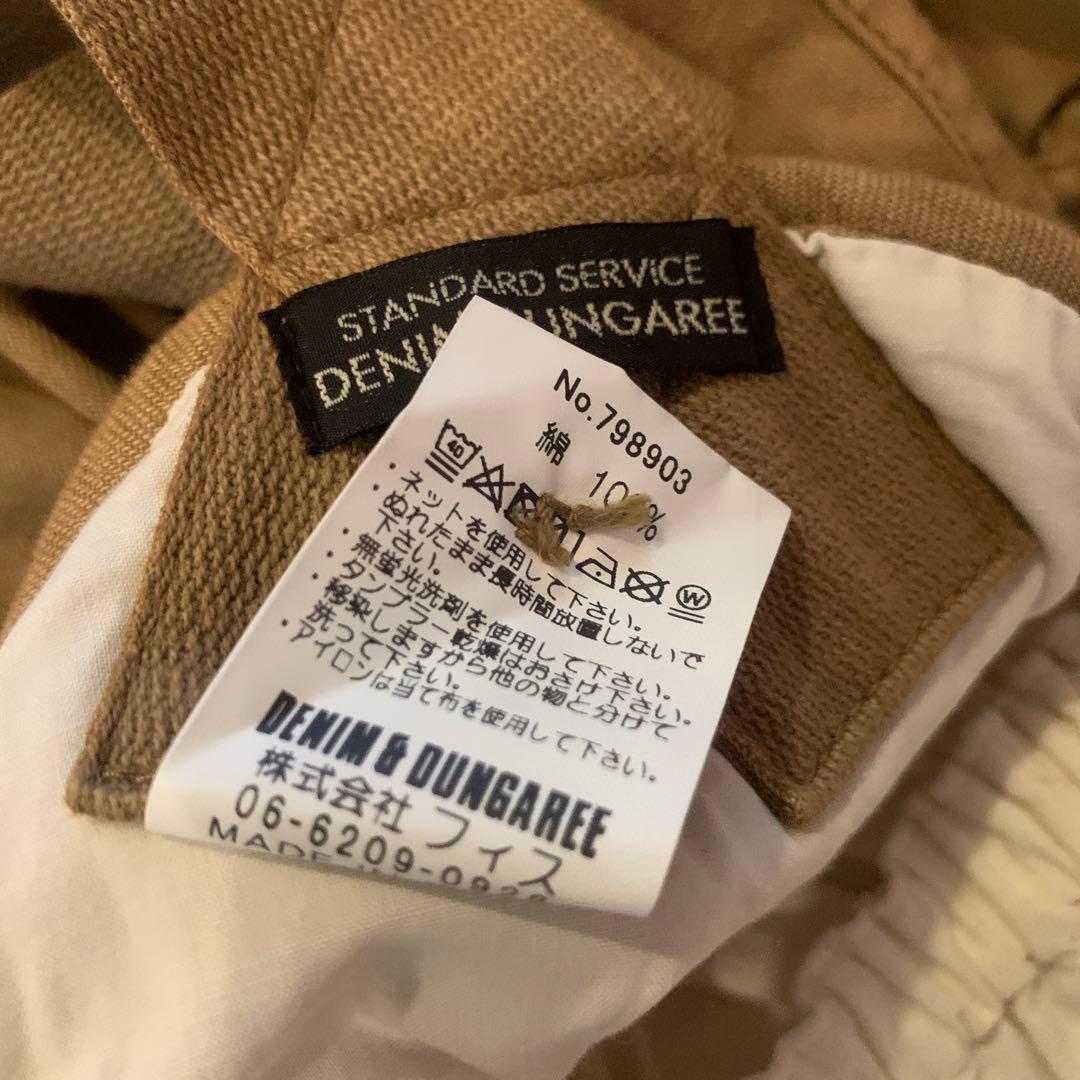 STANDARD SERVICE
DUNGAREE
No.798903
綿
40
W
・ネットを使用して下さい。
・ぬれたまま長時間放置しないで
下さい。
・無蛍光洗剤を使用して下さい。
・タンブラー乾燥はおさけ下さい。
・移染しますから他の物と分けて
洗って下さい。
・アイロンは当て布を使用して下さい。
DENIM & DUNGAREE
株式会社 フィス